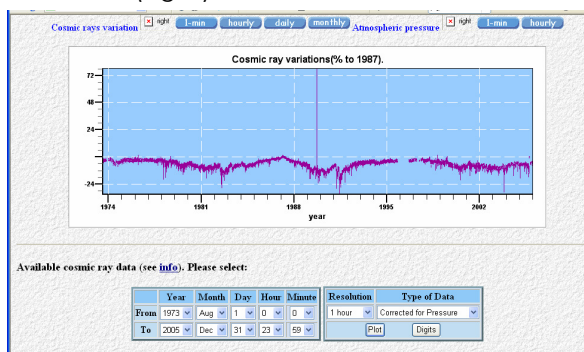 Cosmic rays variation right 1-min hourly daily monthly Atmospheric pressure right 1-min hourly
Cosmic ray variations(% to 1987).
72
48
24
-24
1974 1981 1988 1995 2002
year
Available cosmic ray data (see info). Please select:
Year Month Day Hour Minute Resolution Type of Data
From 1973 Aug 1 0 0 1 hour Corrected for Pressure
To 2005 Dec 31 23 59 Plot Digits